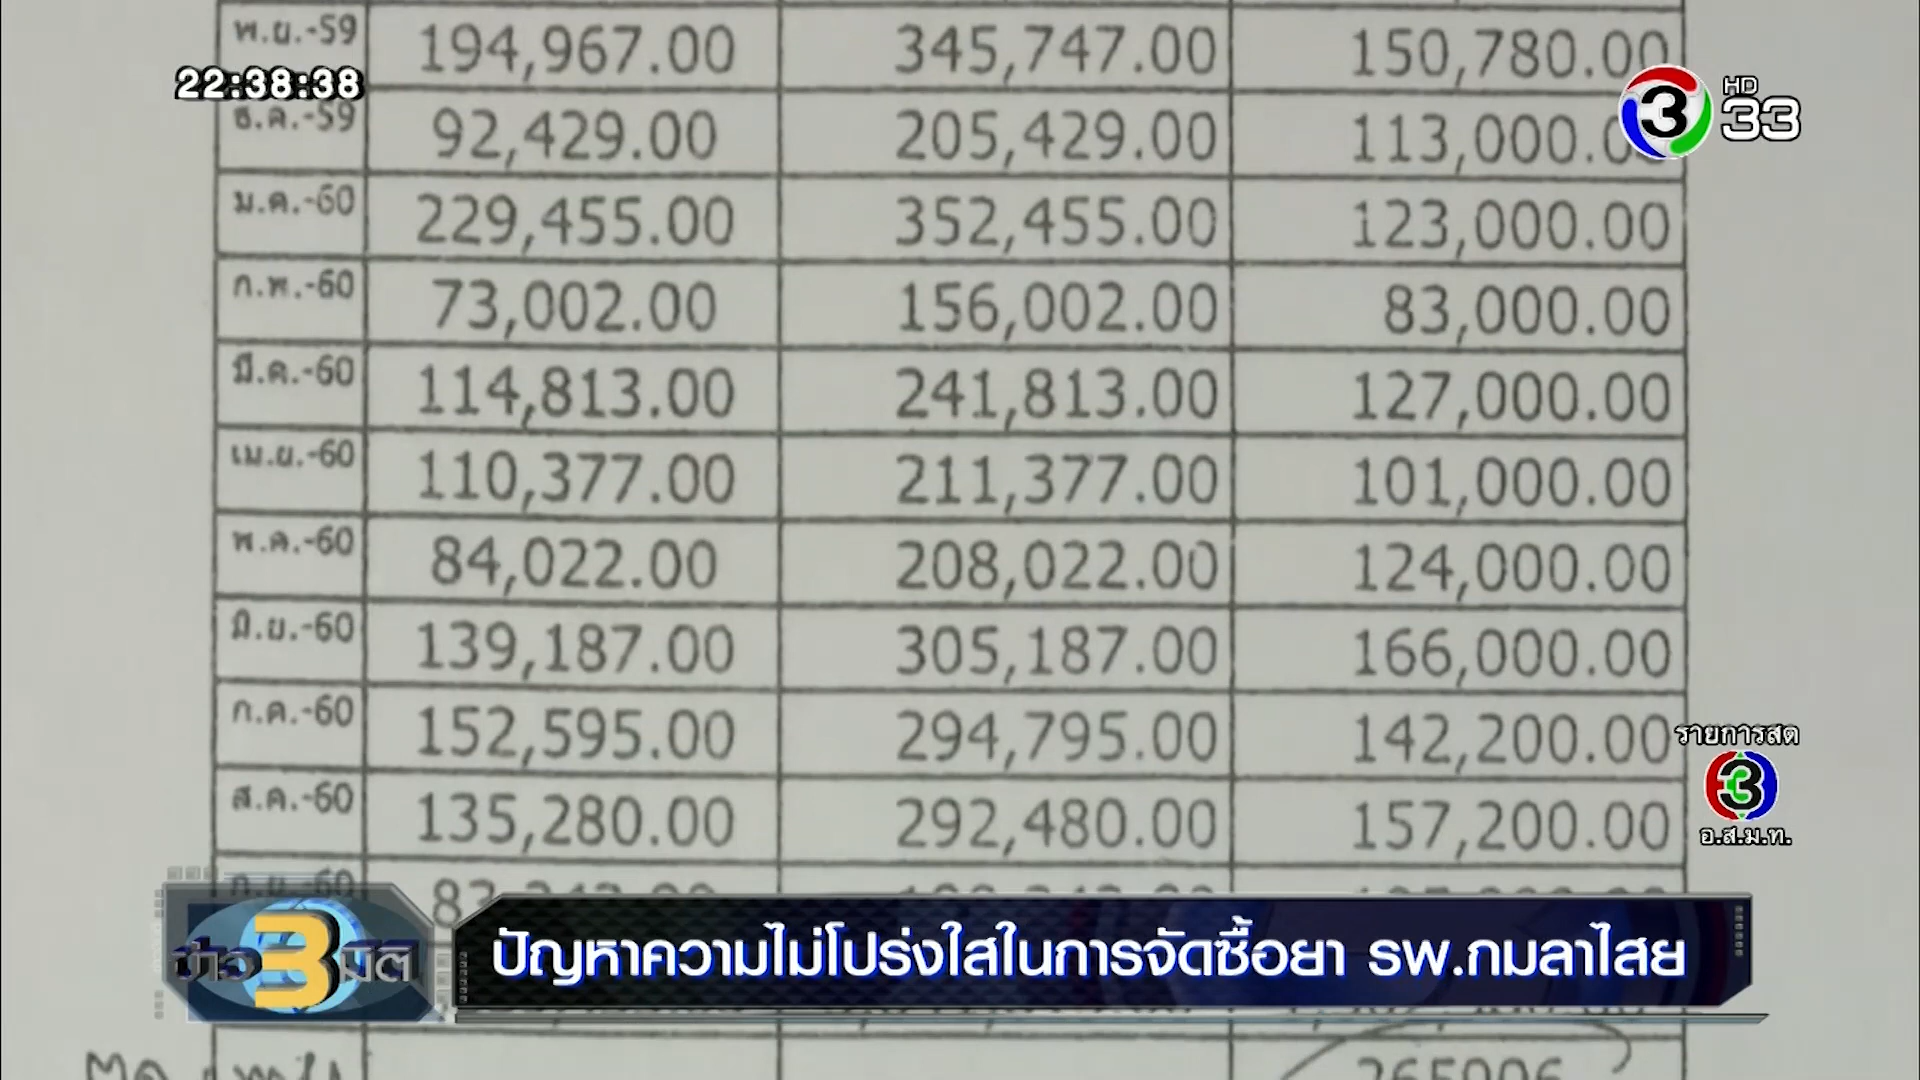 พ.ย.-59 194,967.00 345,747.00 150,780.00
22:38:38
HD
3 33
ธ.ค.-59 92,429.00 205,429.00 113,000.0
ม.ค.-60 229,455.00 352,455.00 123,000.00
ก.พ.-60 73,002.00 156,002.00 83,000.00
มี.ค.-60 114,813.00 241,813.00 127,000.00
เม.ย.-60 110,377.00 211,377.00 101,000.00
พ.ค.-60 84,022.00 208,022.00 124,000.00
มิ.ย.-60 139,187.00 305,187.00 166,000.00
ก.ค.-60 152,595.00 294,795.00 142,200.00
รายการสด
3
อ.ส.ม.ท.
ส.ค.-60 135,280.00 292,480.00 157,200.00
ก.ย.-60
ข่าว 3 มิติ
ปัญหาความไม่โปร่งใสในการจัดซื้อยา รพ.กมลาไสย